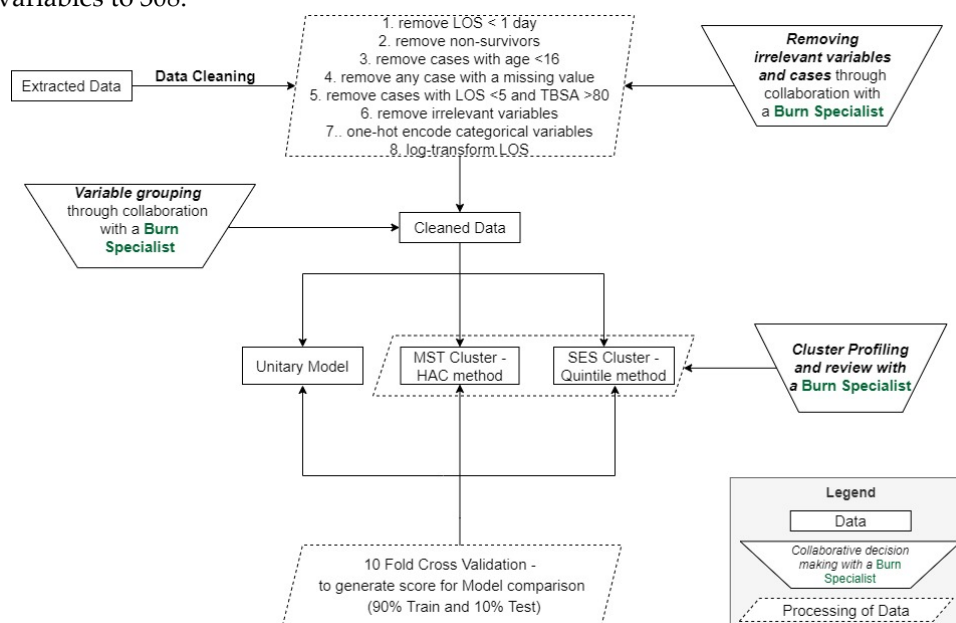 variables to 308.
1. remove LOS < 1 day
2. remove non-survivors
3. remove cases with age <16
4. remove any case with a missing value
5. remove cases with LOS <5 and TBSA >80
6. remove irrelevant variables
7.. one-hot encode categorical variables
8. log-transform LOS
Extracted Data
Data Cleaning
Removing
irrelevant variables
and cases through
collaboration with
a Burn Specialist
Variable grouping
through collaboration
with a Burn
Specialist
Cleaned Data
Unitary Model
MST Cluster -
HAC method
SES Cluster -
Quintile method
Cluster Profiling
and review with
a Burn Specialist
10 Fold Cross Validation -
to generate score for Model comparison
(90% Train and 10% Test)
Legend
Data
Collaborative decision
making with a Burn
Specialist
Processing of Data